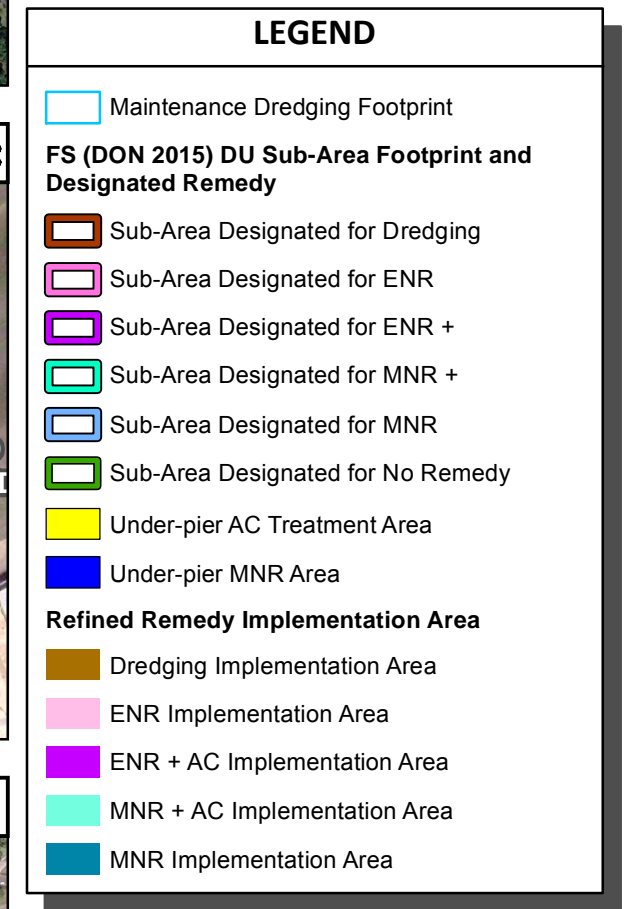 LEGEND
Maintenance Dredging Footprint
FS (DON 2015) DU Sub-Area Footprint and
Designated Remedy
Sub-Area Designated for Dredging
Sub-Area Designated for ENR
Sub-Area Designated for ENR +
Sub-Area Designated for MNR +
Sub-Area Designated for MNR
Sub-Area Designated for No Remedy
Under-pier AC Treatment Area
Under-pier MNR Area
Refined Remedy Implementation Area
Dredging Implementation Area
ENR Implementation Area
ENR + AC Implementation Area
MNR + AC Implementation Area
MNR Implementation Area